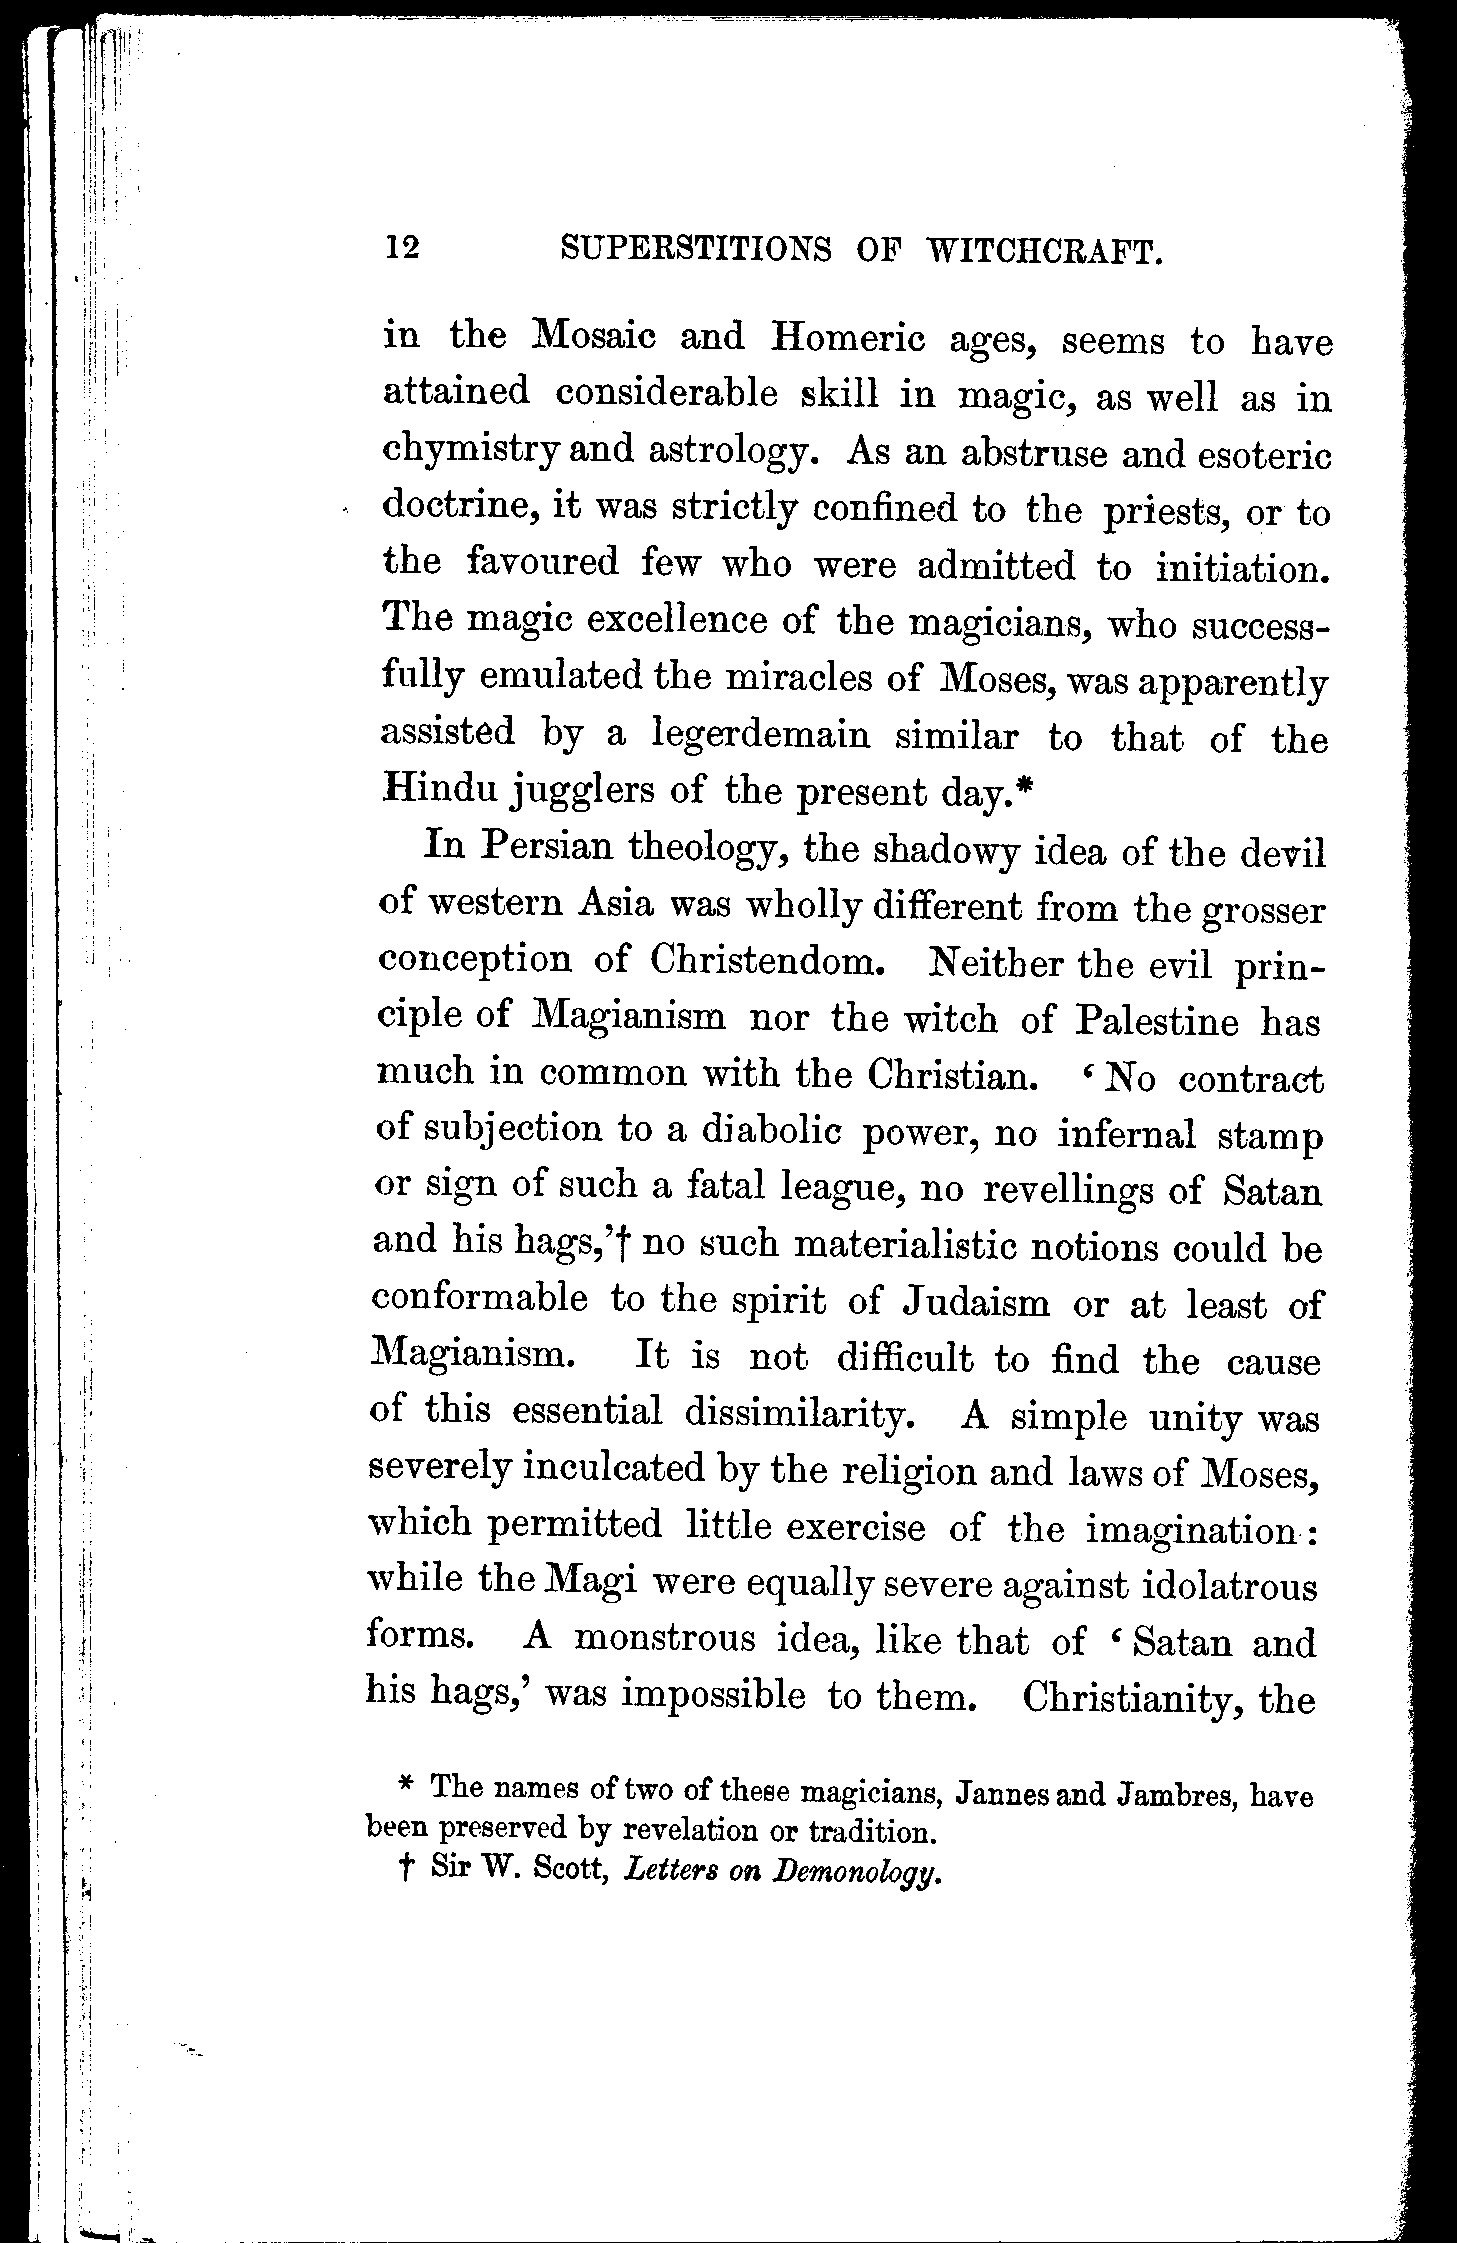 12 SUPERSTITIONS OF WITCHCRAFT.
in the Mosaic and Homeric ages, seems to have
attained considerable skill in magic, as well as in
chymistry and astrology. As an abstruse and esoteric
doctrine, it was strictly confined to the priests, or to
the favoured few who were admitted to initiation.
The magic excellence of the magicians, who success-
fully emulated the miracles of Moses, was apparently
assisted by a legerdemain similar to that of the
Hindu jugglers of the present day.*
In Persian theology, the shadowy idea of the devil
of western Asia was wholly different from the grosser
conception of Christendom. Neither the evil prin-
ciple of Magianism nor the witch of Palestine has
much in common with the Christian. ‘ No contract
of subjection to a diabolic power, no infernal stamp
or sign of such a fatal league, no revellings of Satan
and his hags,’† no such materialistic notions could be
conformable to the spirit of Judaism or at least of
Magianism. It is not difficult to find the cause
of this essential dissimilarity. A simple unity was
severely inculcated by the religion and laws of Moses,
which permitted little exercise of the imagination :
while the Magi were equally severe against idolatrous
forms. A monstrous idea, like that of ‘ Satan and
his hags,’ was impossible to them. Christianity, the
* The names of two of these magicians, Jannes and Jambres, have
been preserved by revelation or tradition.
† Sir W. Scott, Letters on Demonology.